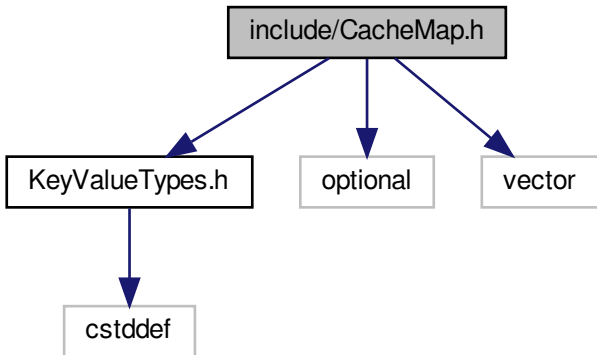 include/CacheMap.h
KeyValueTypes.h
optional
vector
cstddef